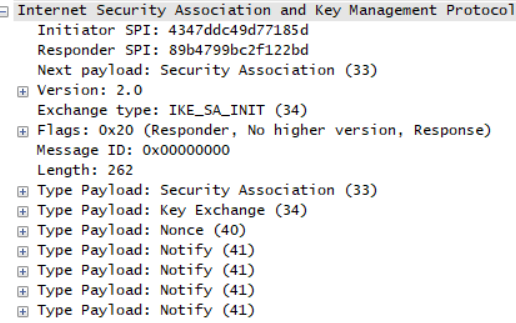 Internet Security Association and Key Management Protocol
Initiator SPI: 4347ddc49d77185d
Responder SPI: 89b4799bc2f122bd
Next payload: Security Association (33)
Version: 2.0
Exchange type: IKE_SA_INIT (34)
Flags: 0x20 (Responder, No higher version, Response)
Message ID: 0x00000000
Length: 262
Type Payload: Security Association (33)
Type Payload: Key Exchange (34)
Type Payload: Nonce (40)
Type Payload: Notify (41)
Type Payload: Notify (41)
Type Payload: Notify (41)
Type Payload: Notify (41)